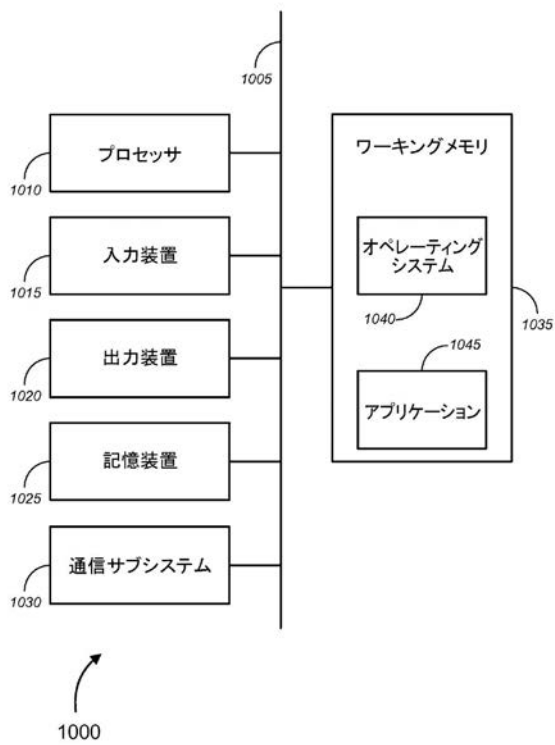 1005
プロセッサ
1010
入力装置
1015
出力装置
1020
記憶装置
1025
通信サブシステム
1030
ワーキングメモリ
オペレーティング
システム
1040
1035
1045
アプリケーション
1000